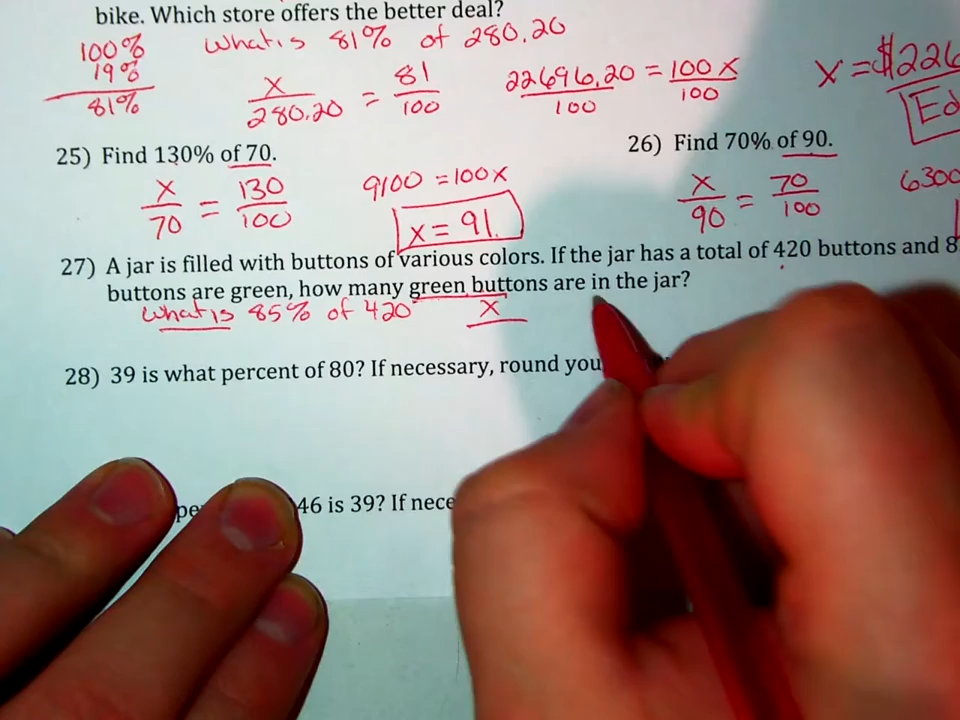 bike. Which store offers the better deal?
100%
19%
81%
What is 81% of 280.20
x/280.20 = 81/100
22696.20/100 = 100x/100
x = $226
Ed
25) Find 130% of 70.
x/70 = 130/100
9100 = 100x
x = 91
26) Find 70% of 90.
x/90 = 70/100
6300
27) A jar is filled with buttons of various colors. If the jar has a total of 420 buttons and 8
buttons are green, how many green buttons are in the jar?
What is 85% of 420
x
28) 39 is what percent of 80? If necessary, round you
46 is 39? If nece